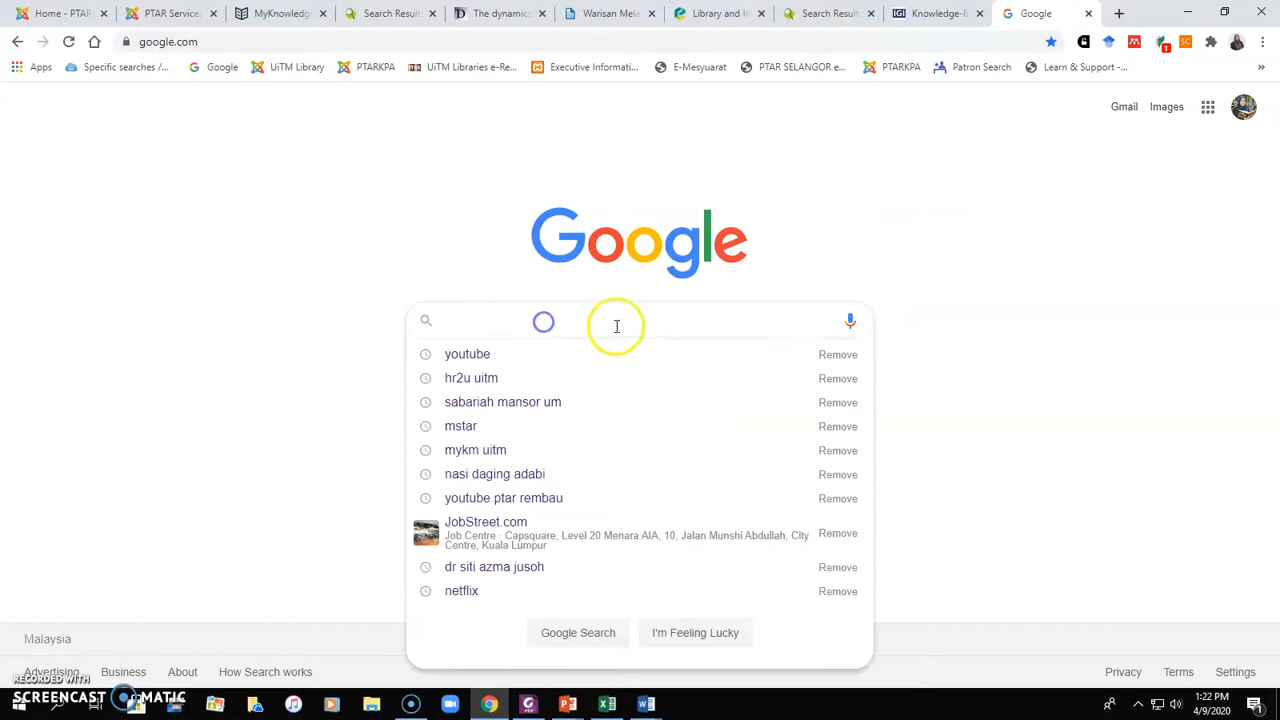 Home – PTAR
PTAR Services
MyKnowledge
Search Result
The dynamics
Warisan Mela
Library and I
Search Result
Knowledge-B
Google
google.com
Apps
Specific searches /...
Google
UiTM Library
PTARKPA
UiTM Libraries e-Re...
Executive Informati...
E-Mesyuarat
PTAR SELANGOR e...
PTARKPA
Patron Search
Learn & Support -...
Gmail
Images
Google
youtube
Remove
hr2u uitm
Remove
sabariah mansor um
Remove
mstar
Remove
mykm uitm
Remove
nasi daging adabi
Remove
youtube ptar rembau
Remove
JobStreet.com
Job Centre · Capsquare, Level 20 Menara AIA, 10, Jalan Munshi Abdullah, CIty
Centre, Kuala Lumpur
Remove
dr siti azma jusoh
Remove
netflix
Remove
Google Search
I'm Feeling Lucky
Malaysia
Advertising
Business
About
How Search works
Privacy
Terms
Settings
RECORDED WITH
SCREENCAST MATIC
1:22 PM
4/9/2020